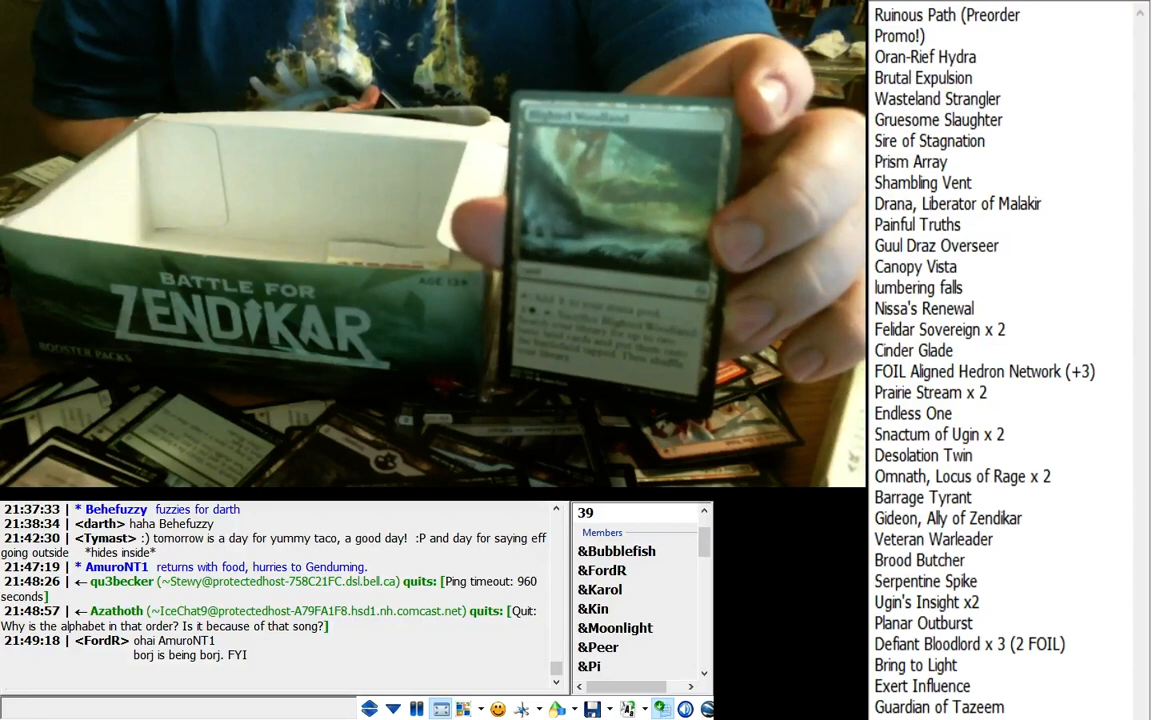 Blighted Woodland
BATTLE FOR
ZENDIKAR
AGE 13+
BOOSTER PACKS
Ruinous Path (Preorder
Promo!)
Oran-Rief Hydra
Brutal Expulsion
Wasteland Strangler
Gruesome Slaughter
Sire of Stagnation
Prism Array
Shambling Vent
Drana, Liberator of Malakir
Painful Truths
Guul Draz Overseer
Canopy Vista
lumbering falls
Nissa's Renewal
Felidar Sovereign x 2
Cinder Glade
FOIL Aligned Hedron Network (+3)
Prairie Stream x 2
Endless One
Snactum of Ugin x 2
Desolation Twin
Omnath, Locus of Rage x 2
Barrage Tyrant
Gideon, Ally of Zendikar
Veteran Warleader
Brood Butcher
Serpentine Spike
Ugin's Insight x2
Planar Outburst
Defiant Bloodlord x 3 (2 FOIL)
Bring to Light
Exert Influence
Guardian of Tazeem
21:37:33 | * Behefuzzy fuzzies for darth
21:38:34 | <darth> haha Behefuzzy
21:42:30 | <Tymast> :) tomorrow is a day for yummy taco, a good day! :P and day for saying eff
going outside *hides inside*
21:47:19 | * AmuroNT1 returns with food, hurries to Genduming.
21:48:26 | ← qu3becker (~Stewy@protectedhost-758C21FC.dsl.bell.ca) quits: [Ping timeout: 960
seconds]
21:48:57 | ← Azathoth (~IceChat9@protectedhost-A79FA1F8.hsd1.nh.comcast.net) quits: [Quit:
Why is the alphabet in that order? Is it because of that song?]
21:49:18 | <FordR> ohai AmuroNT1
borj is being borj. FYI
39
Members
&Bubblefish
&FordR
&Karol
&Kin
&Moonlight
&Peer
&Pi